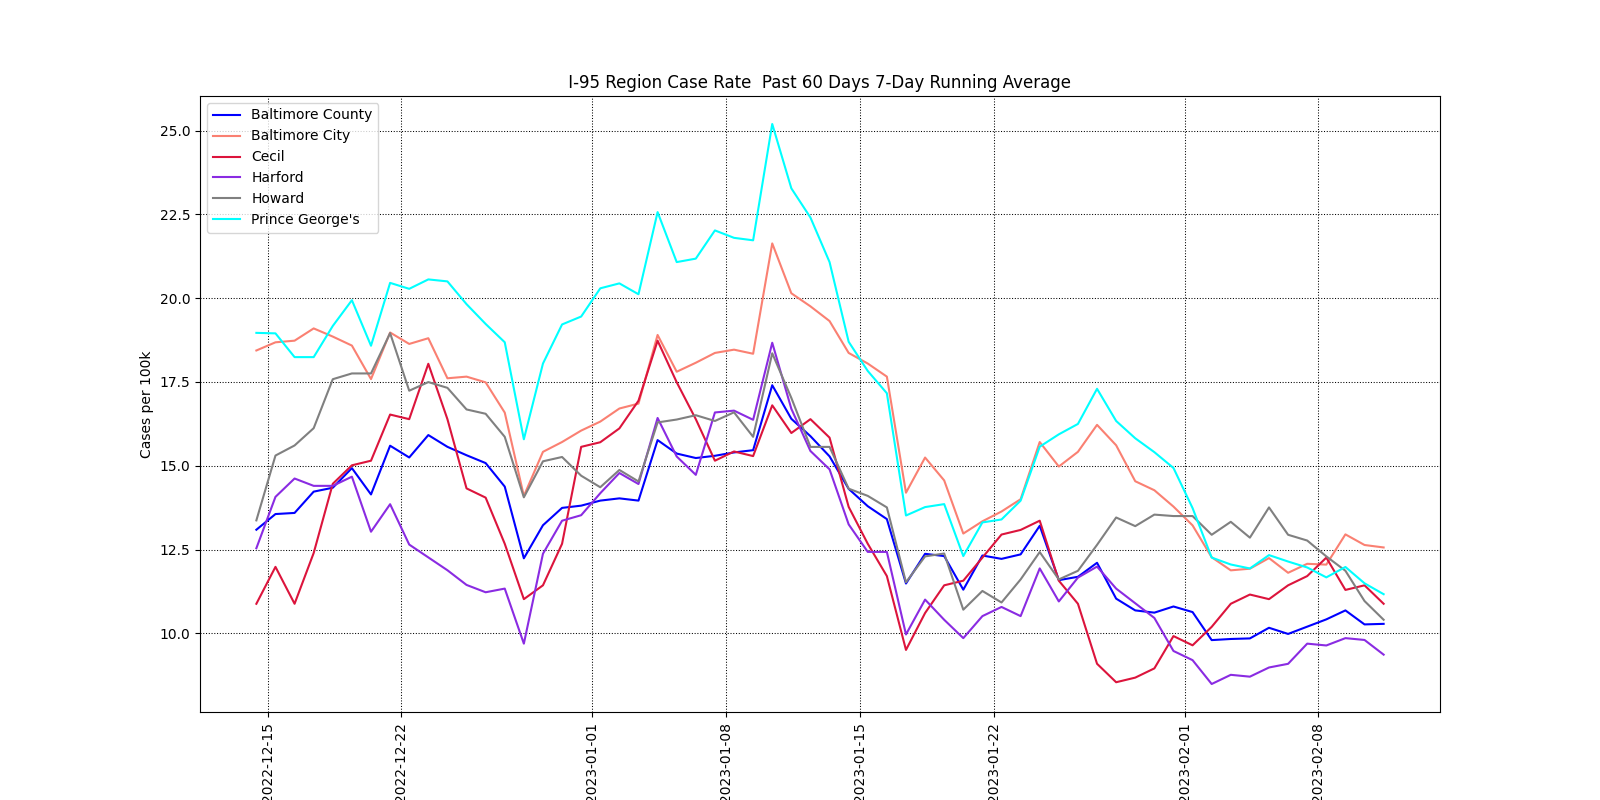 I-95 Region Case Rate  Past 60 Days 7-Day Running Average
Baltimore County
Baltimore City
Cecil
Harford
Howard
Prince George's
Cases per 100k
25.0
22.5
20.0
17.5
15.0
12.5
10.0
2022-12-15
2022-12-22
2023-01-01
2023-01-08
2023-01-15
2023-01-22
2023-02-01
2023-02-08